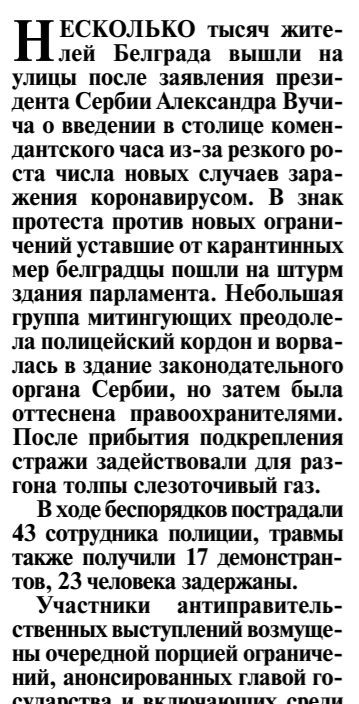 НЕСКОЛЬКО тысяч жите-
лей Белграда вышли на
улицы после заявления прези-
дента Сербии Александра Вучи-
ча о введении в столице комен-
дантского часа из-за резкого ро-
ста числа новых случаев зара-
жения коронавирусом. В знак
протеста против новых ограни-
чений уставшие от карантинных
мер белградцы пошли на штурм
здания парламента. Небольшая
группа митингующих преодоле-
ла полицейский кордон и ворва-
лась в здание законодательного
органа Сербии, но затем была
оттеснена правоохранителями.
После прибытия подкрепления
стражи задействовали для раз-
гона толпы слезоточивый газ.
В ходе беспорядков пострадали
43 сотрудника полиции, травмы
также получили 17 демонстран-
тов, 23 человека задержаны.
Участники антиправитель-
ственных выступлений возмуще-
ны очередной порцией ограниче-
ний, анонсированных главой го-
сударства и включающих среди